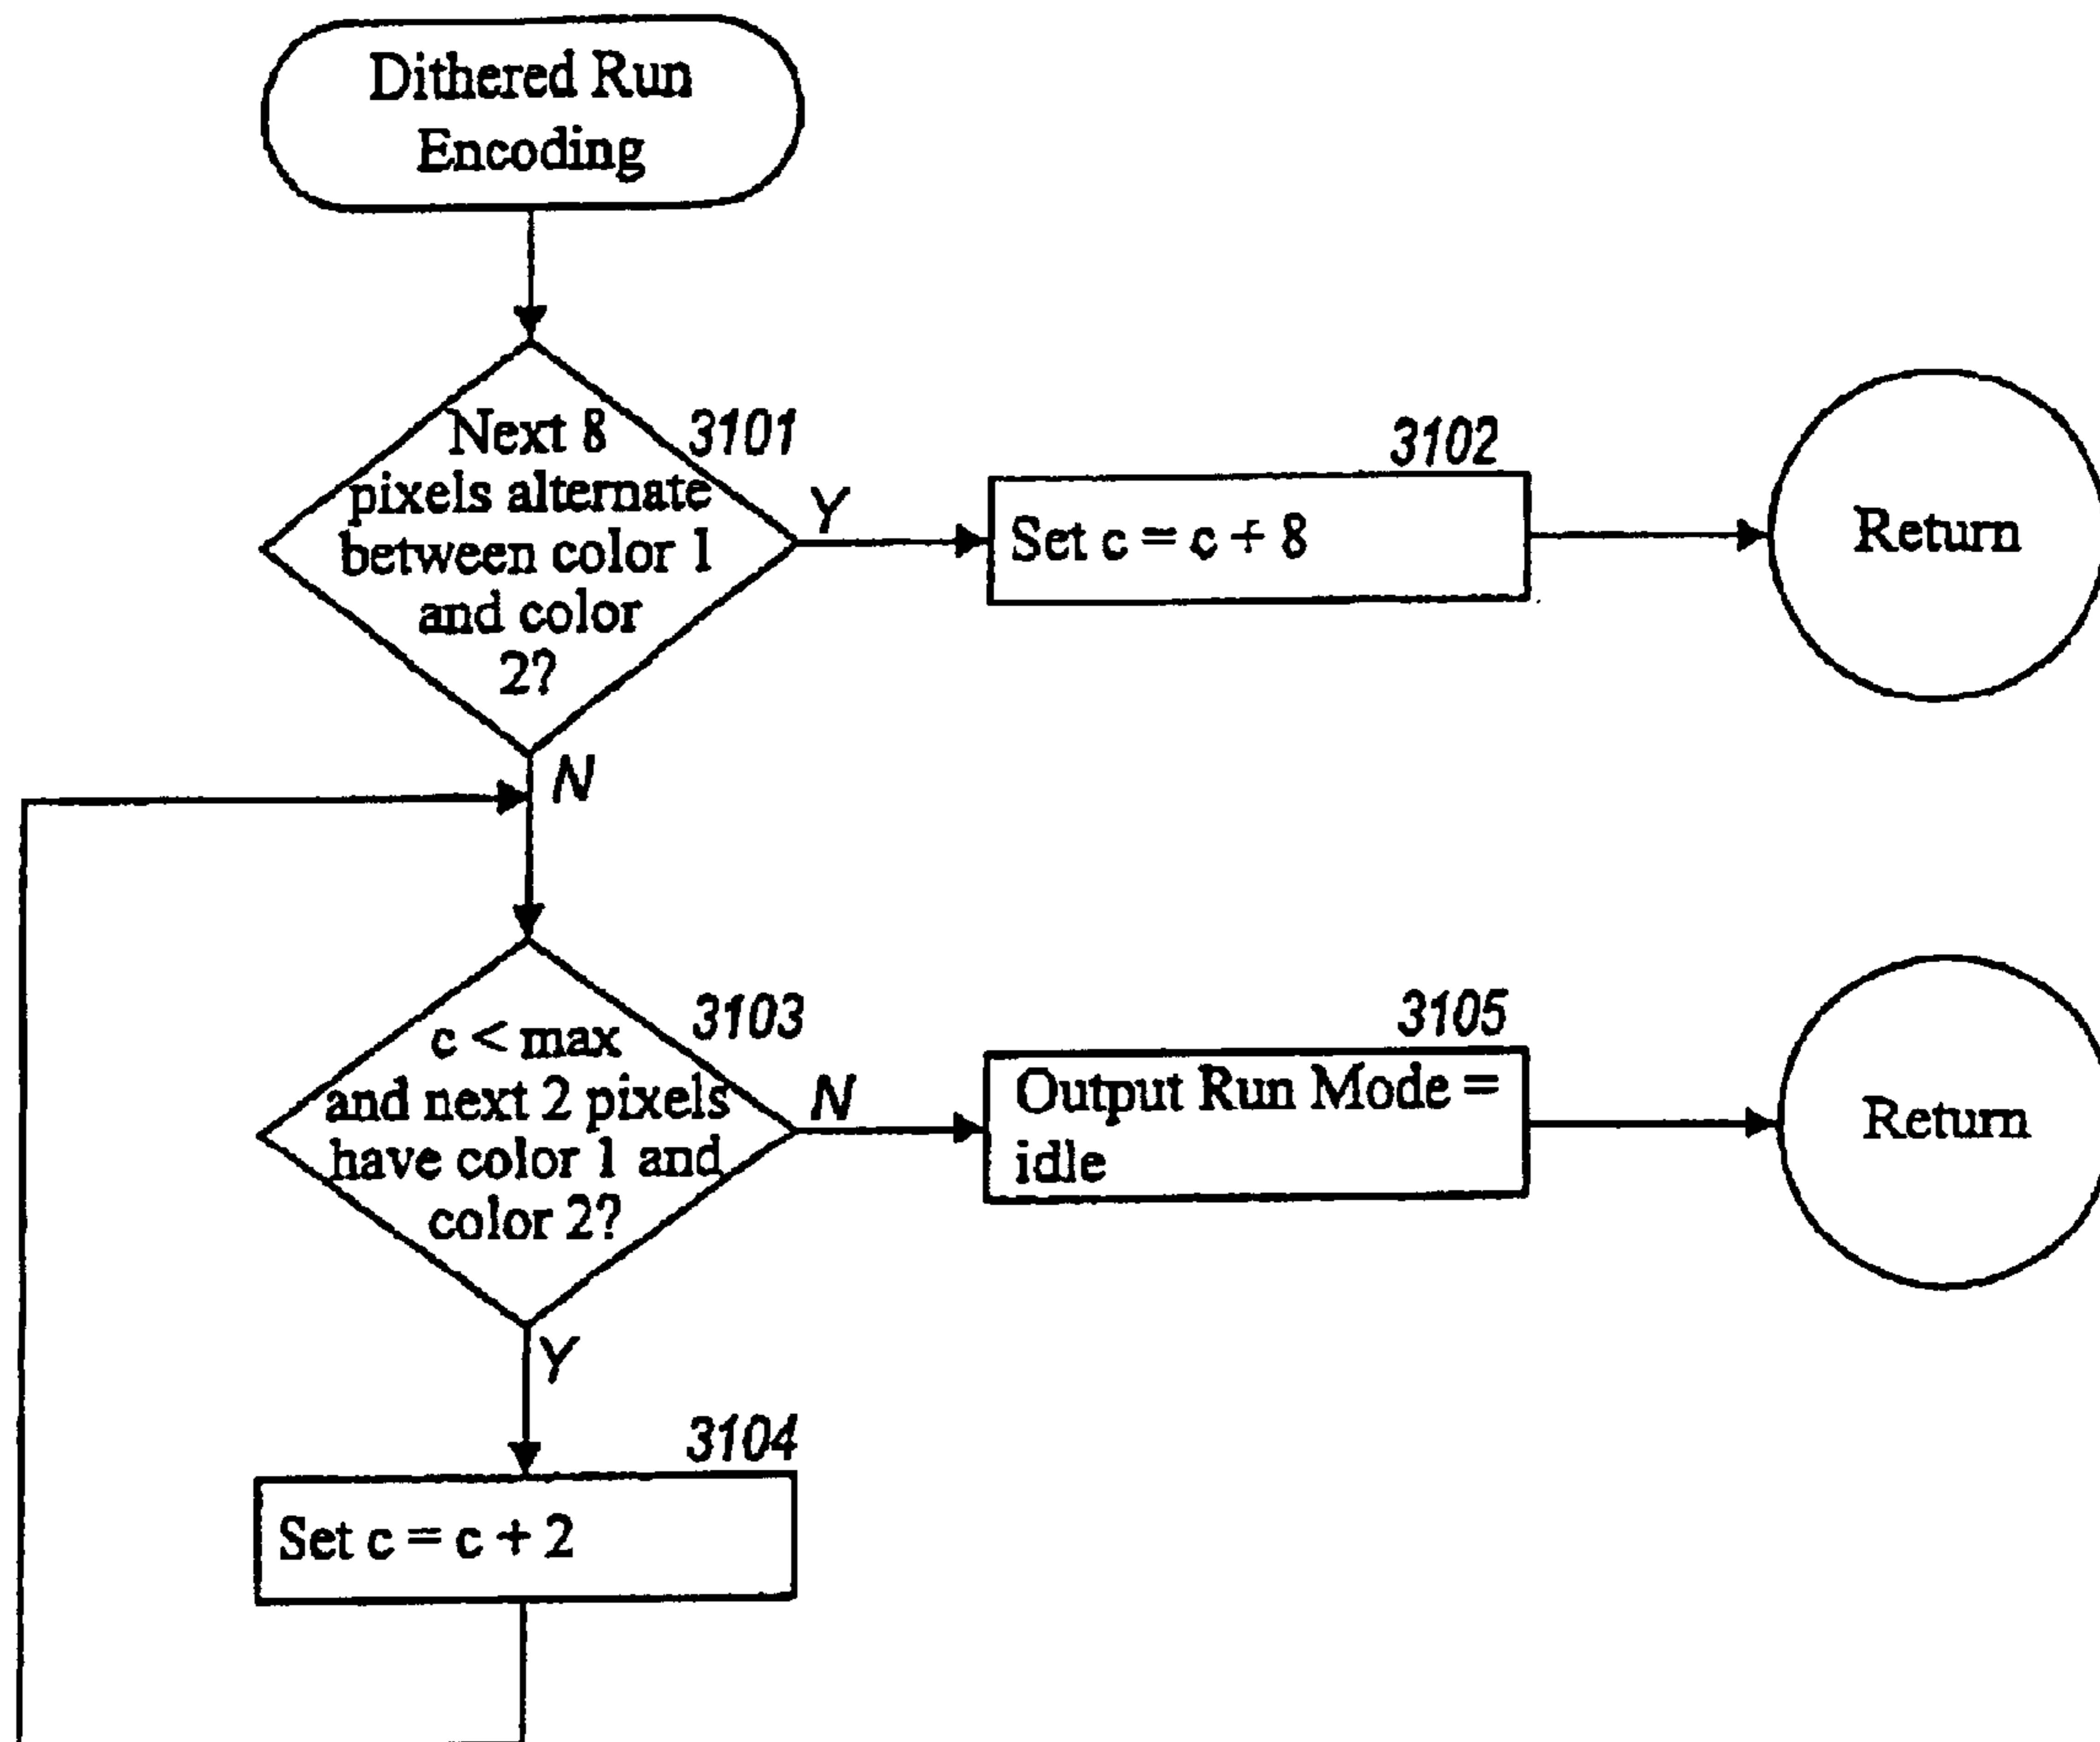 Dithered Run
Encoding
Next 8
pixels alternate
between color 1
and color
2?
3101
Y
3102
Set c = c + 8
Return
N
c < max
and next 2 pixels
have color 1 and
color 2?
3103
N
3105
Output Run Mode =
idle
Return
Y
3104
Set c = c + 2